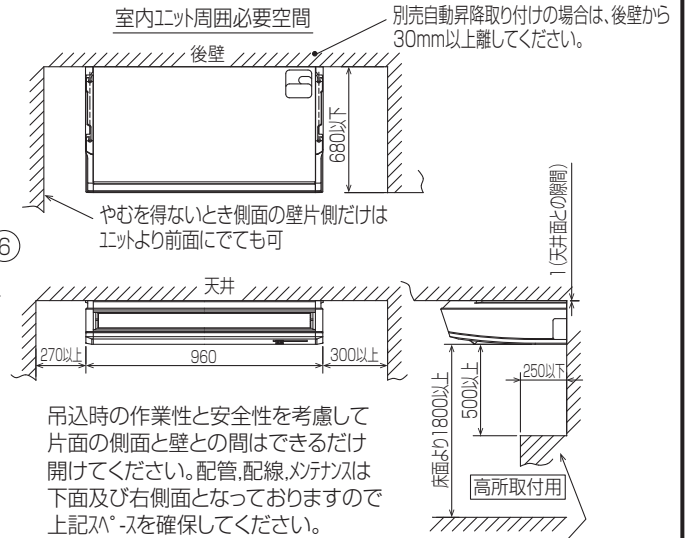 室内ユニット周囲必要空間
別売自動昇降取り付けの場合は、後壁から
30mm以上離してください。
後壁
680以下
やむを得ないとき側面の壁片側だけは
ユニットより前面にでても可
6
1(天井面との隙間)
天井
270以上
960
300以上
床面より1800以上
500以上
250以下
吊込時の作業性と安全性を考慮して
片面の側面と壁との間はできるだけ
開けてください。配管,配線,メンテナンスは
下面及び右側面となっておりますので
上記スペースを確保してください。
高所取付用